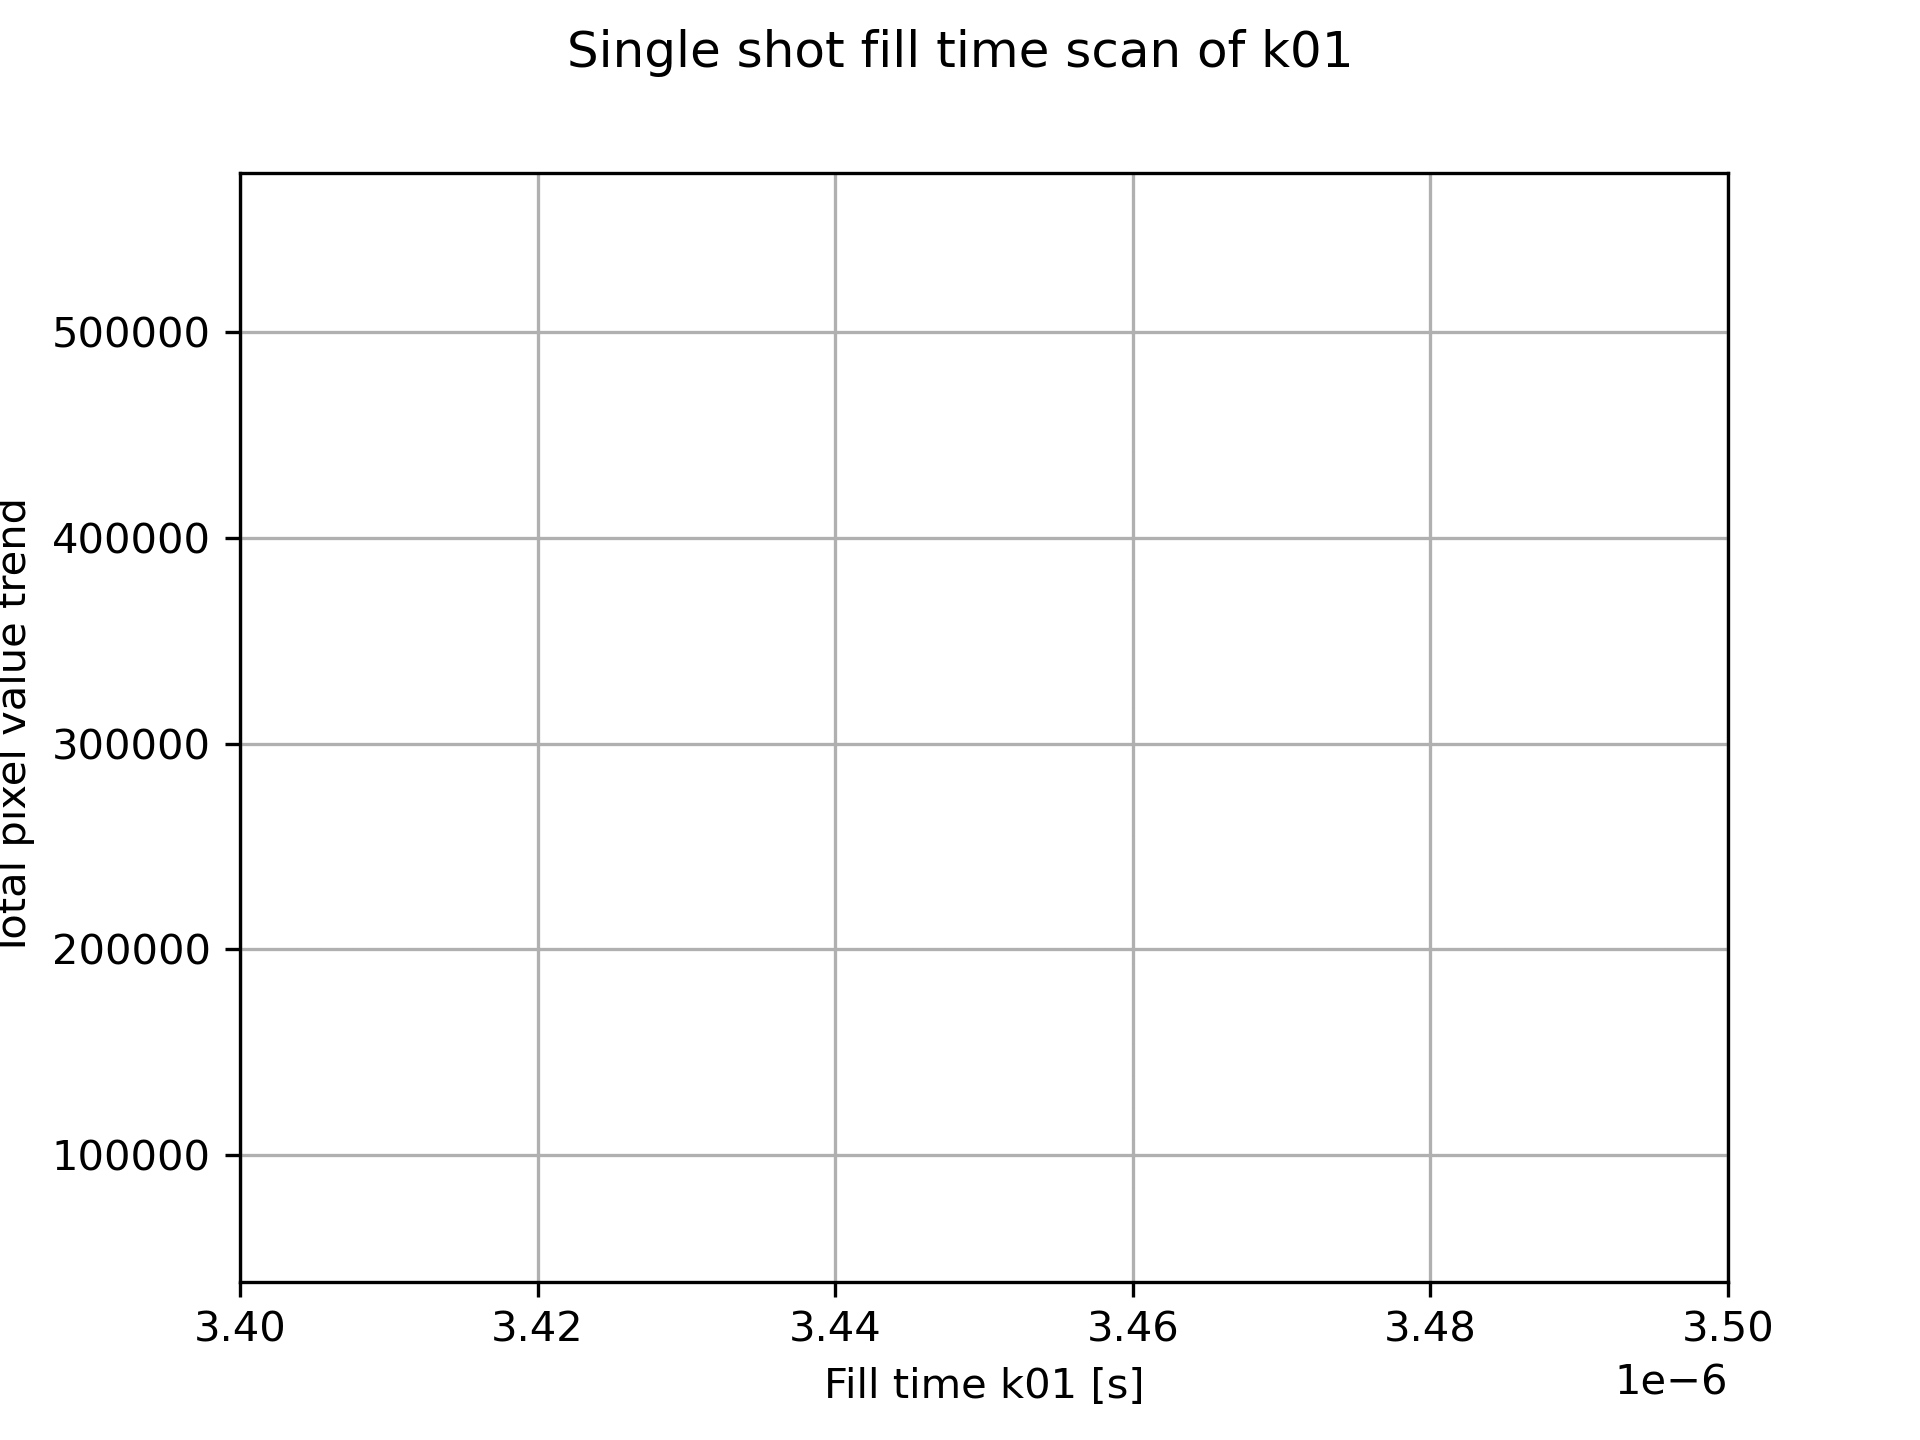 Single shot fill time scan of k01
Total pixel value trend
500000
400000
300000
200000
100000
3.40 3.42 3.44 3.46 3.48 3.50
Fill time k01 [s]
1e−6